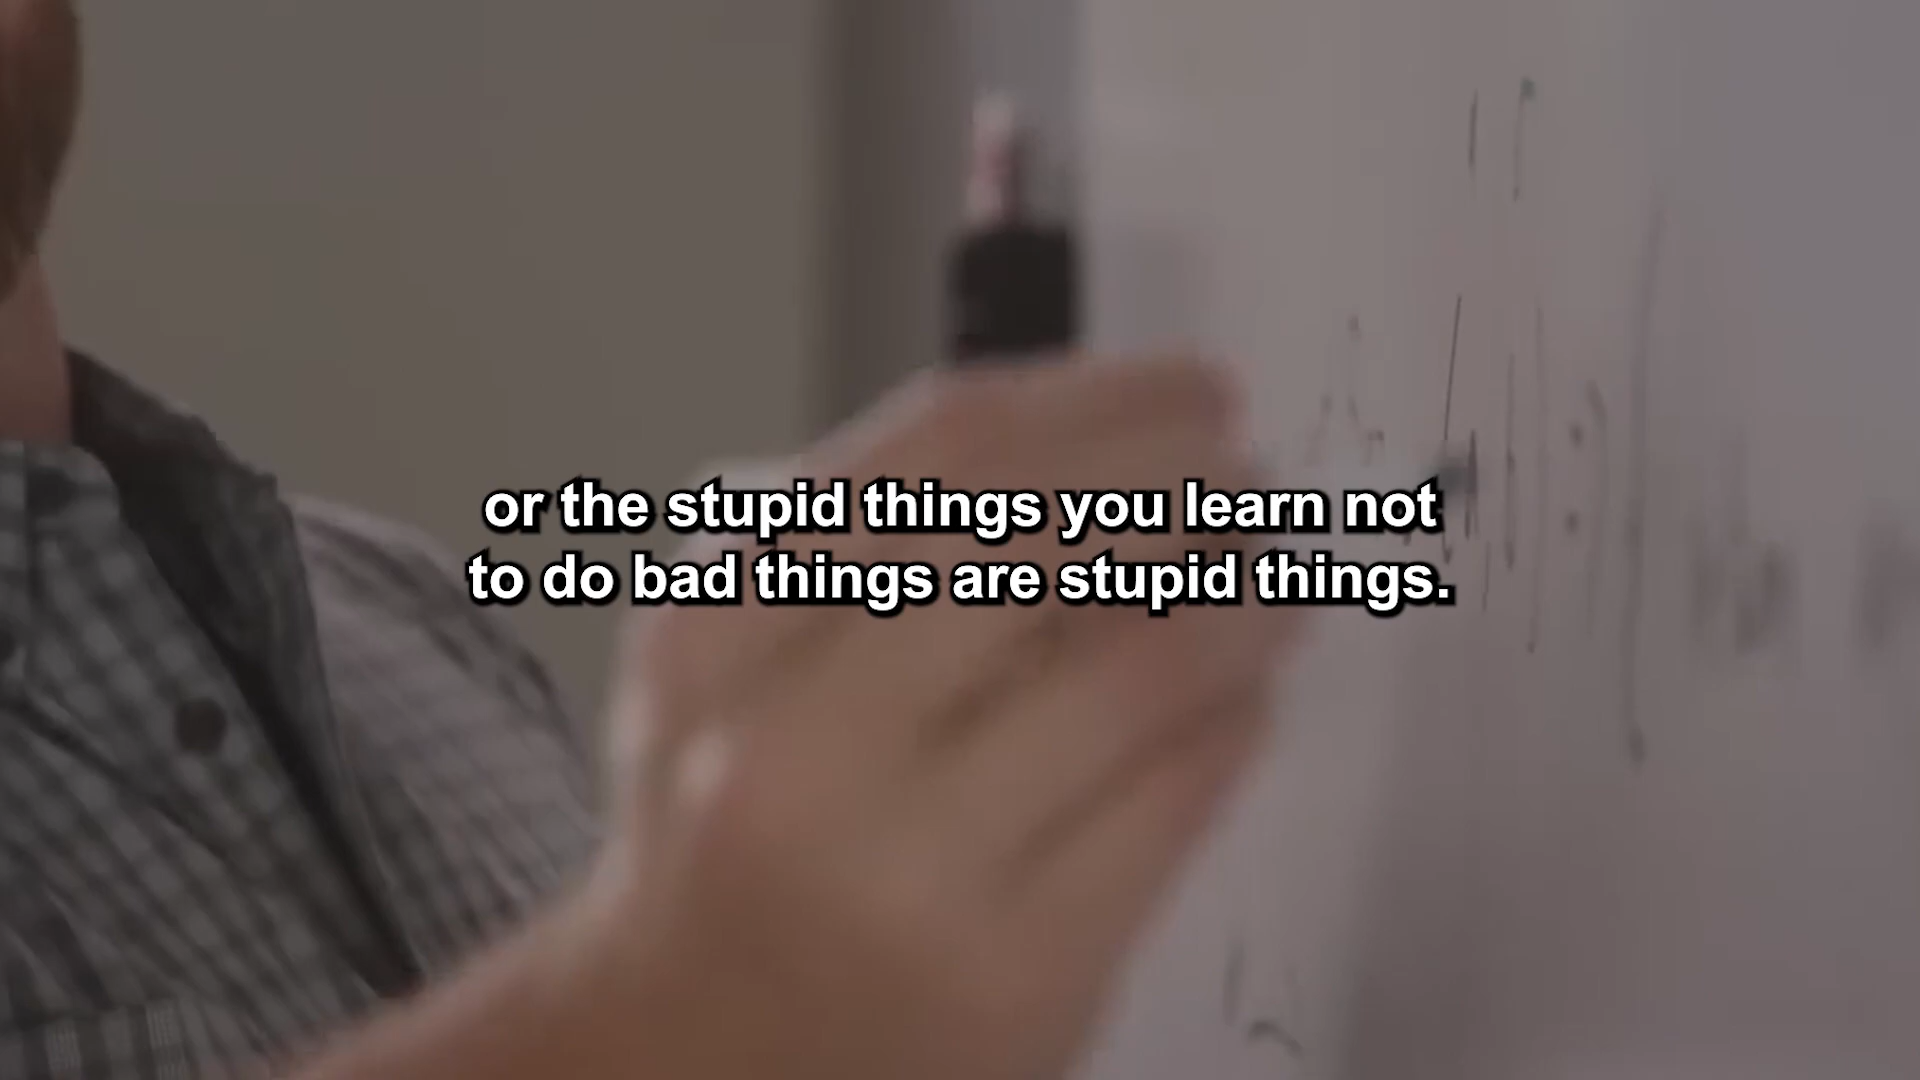 or the stupid things you learn not
to do bad things are stupid things.